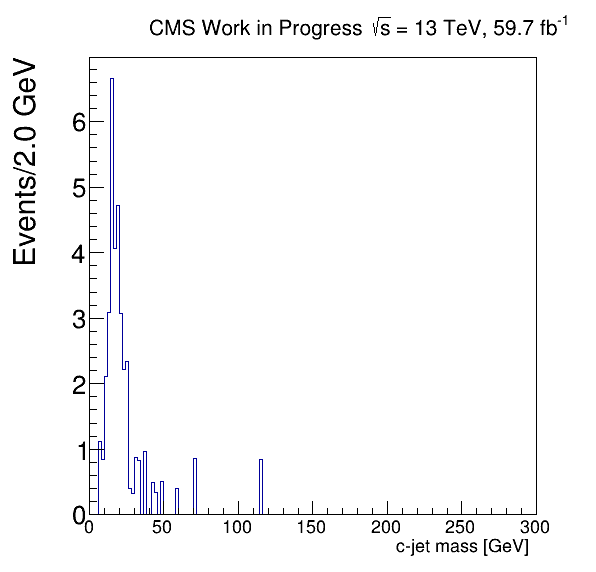 CMS Work in Progress √s = 13 TeV, 59.7 fb⁻¹
Events/2.0 GeV
6
5
4
3
2
1
0
0 50 100 150 200 250 300
c-jet mass [GeV]